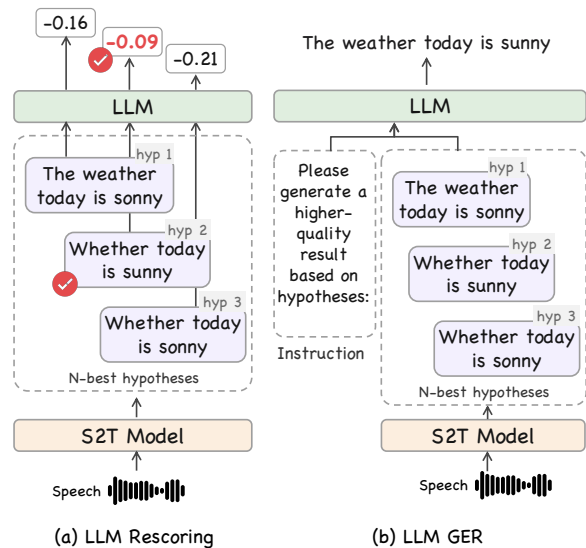 -0.16
-0.09
-0.21
LLM
hyp 1
The weather
today is sonny
hyp 2
Whether today
is sunny
hyp 3
Whether today
is sonny
N-best hypotheses
S2T Model
Speech
(a) LLM Rescoring
The weather today is sunny
LLM
Please
generate a
higher-
quality
result
based on
hypotheses:
Instruction
hyp 1
The weather
today is sonny
hyp 2
Whether today
is sunny
hyp 3
Whether today
is sonny
N-best hypotheses
S2T Model
Speech
(b) LLM GER